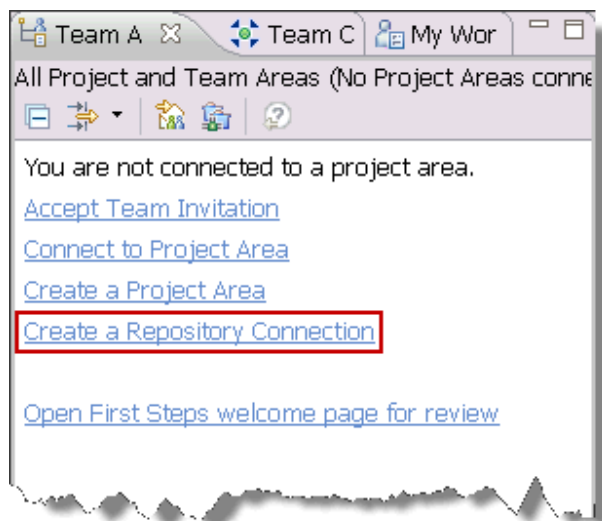 Team A Team C My Wor
All Project and Team Areas (No Project Areas conne
You are not connected to a project area.
Accept Team Invitation
Connect to Project Area
Create a Project Area
Create a Repository Connection
Open First Steps welcome page for review